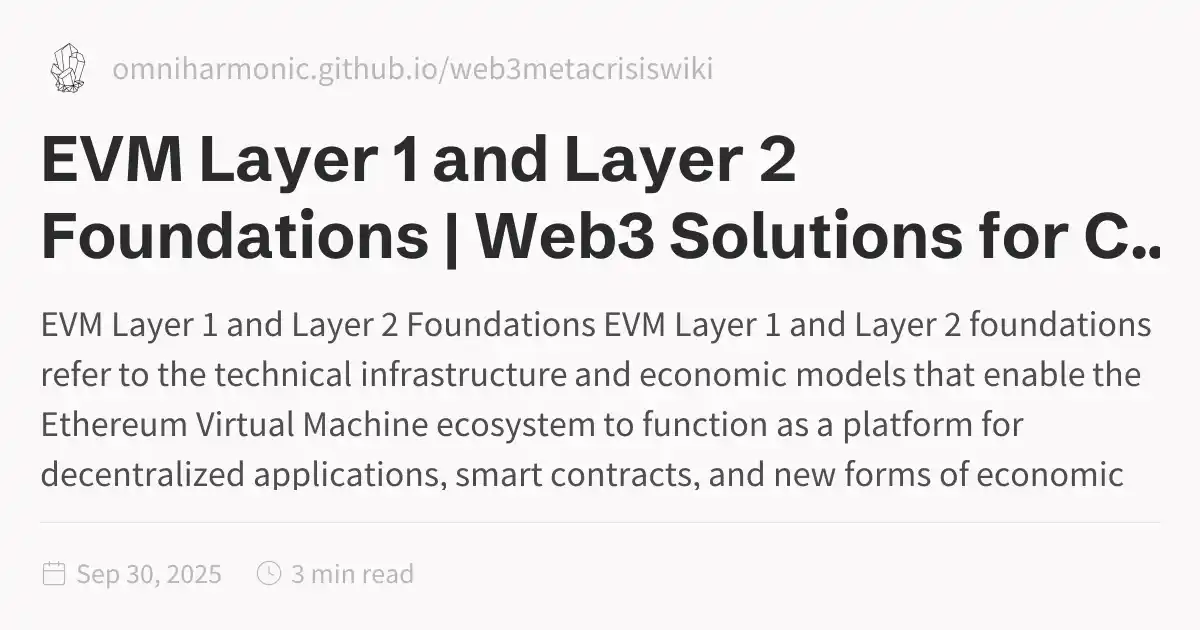 omniharmonic.github.io/web3metacrisiswiki
EVM Layer 1 and Layer 2
Foundations | Web3 Solutions for C..
EVM Layer 1 and Layer 2 Foundations EVM Layer 1 and Layer 2 foundations
refer to the technical infrastructure and economic models that enable the
Ethereum Virtual Machine ecosystem to function as a platform for
decentralized applications, smart contracts, and new forms of economic
Sep 30, 2025 3 min read